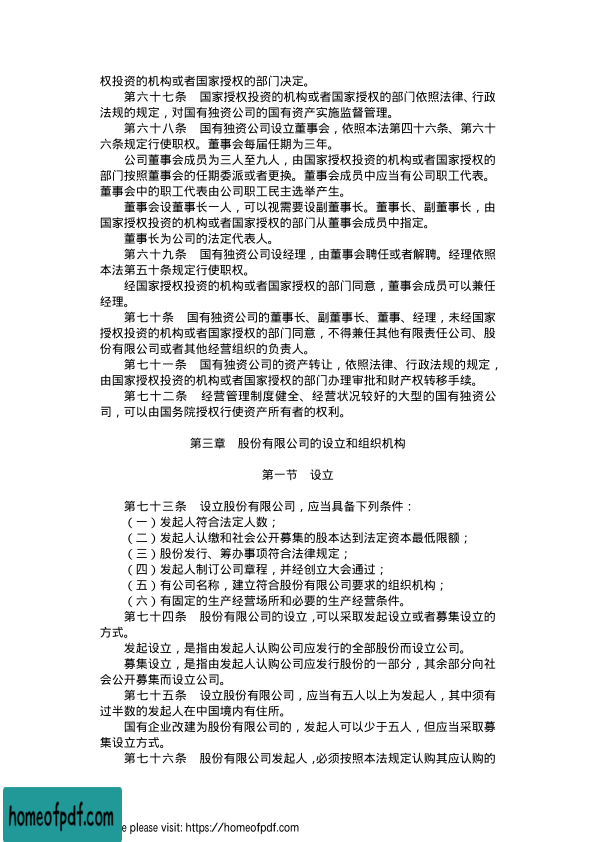 权投资的机构或者国家授权的部门决定。
第六十七条　国家授权投资的机构或者国家授权的部门依照法律、行政
法规的规定，对国有独资公司的国有资产实施监督管理。
第六十八条　国有独资公司设立董事会，依照本法第四十六条、第六十
六条规定行使职权。董事会每届任期为三年。
公司董事会成员为三人至九人，由国家授权投资的机构或者国家授权的
部门按照董事会的任期委派或者更换。董事会成员中应当有公司职工代表。
董事会中的职工代表由公司职工民主选举产生。
董事会设董事长一人，可以视需要设副董事长。董事长、副董事长，由
国家授权投资的机构或者国家授权的部门从董事会成员中指定。
董事长为公司的法定代表人。
第六十九条　国有独资公司设经理，由董事会聘任或者解聘。经理依照
本法第五十条规定行使职权。
经国家授权投资的机构或者国家授权的部门同意，董事会成员可以兼任
经理。
第七十条　国有独资公司的董事长、副董事长、董事、经理，未经国家
授权投资的机构或者国家授权的部门同意，不得兼任其他有限责任公司、股
份有限公司或者其他经营组织的负责人。
第七十一条　国有独资公司的资产转让，依照法律、行政法规的规定，
由国家授权投资的机构或者国家授权的部门办理审批和财产权转移手续。
第七十二条　经营管理制度健全、经营状况较好的大型的国有独资公
司，可以由国务院授权行使资产所有者的权利。
第三章　股份有限公司的设立和组织机构
第一节　设立
第七十三条　设立股份有限公司，应当具备下列条件：
（一）发起人符合法定人数；
（二）发起人认缴和社会公开募集的股本达到法定资本最低限额；
（三）股份发行、筹办事项符合法律规定；
（四）发起人制订公司章程，并经创立大会通过；
（五）有公司名称，建立符合股份有限公司要求的组织机构；
（六）有固定的生产经营场所和必要的生产经营条件。
第七十四条　股份有限公司的设立，可以采取发起设立或者募集设立的
方式。
发起设立，是指由发起人认购公司应发行的全部股份而设立公司。
募集设立，是指由发起人认购公司应发行股份的一部分，其余部分向社
会公开募集而设立公司。
第七十五条　设立股份有限公司，应当有五人以上为发起人，其中须有
过半数的发起人在中国境内有住所。
国有企业改建为股份有限公司的，发起人可以少于五人，但应当采取募
集设立方式。
第七十六条　股份有限公司发起人，必须按照本法规定认购其应认购的
homeofpdf.com
please visit: https://homeofpdf.com